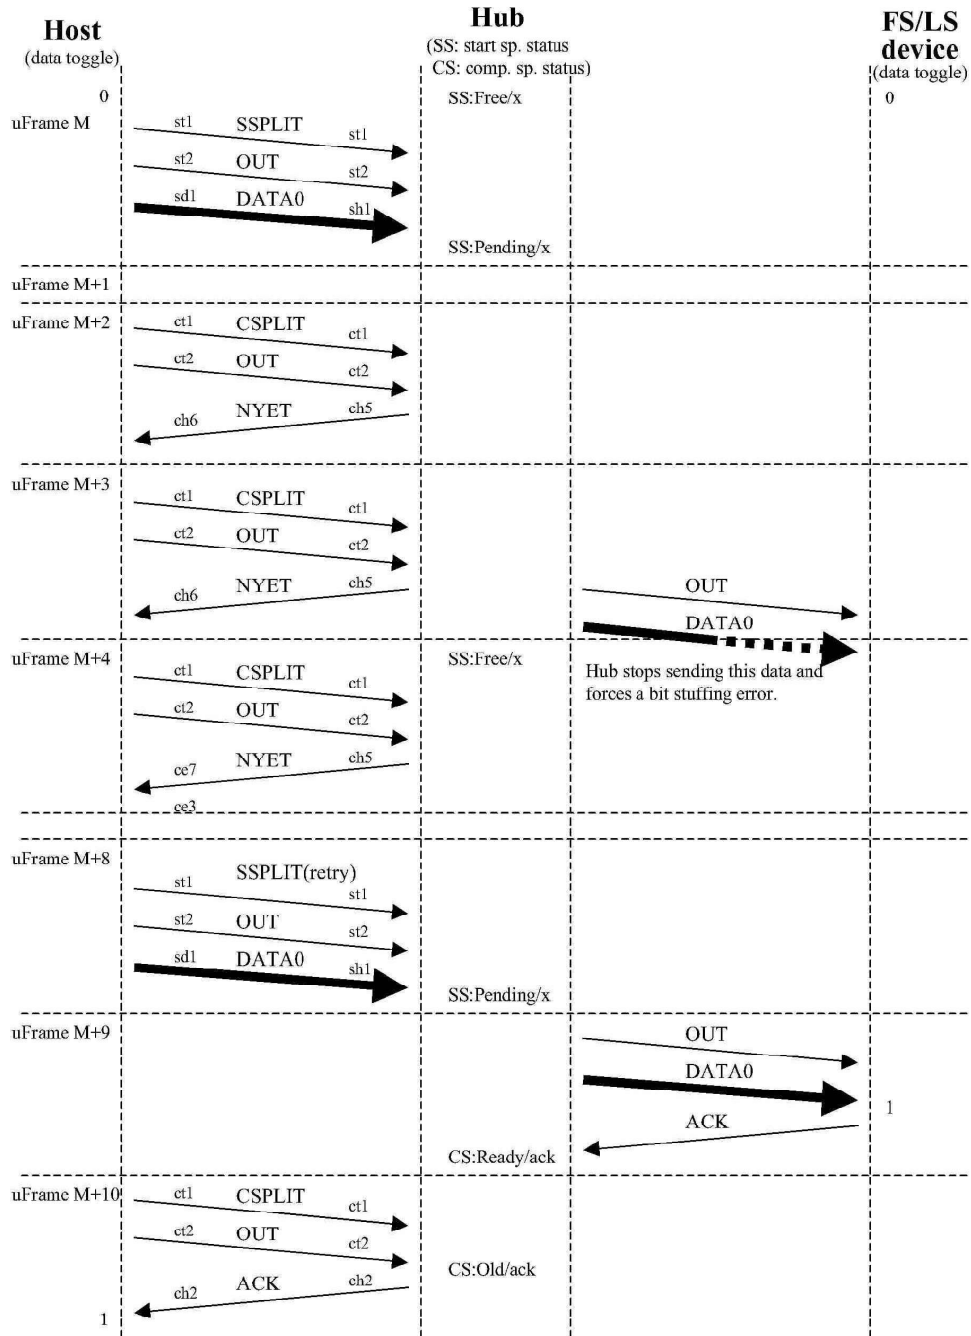 Host
(data toggle)
Hub
(SS: start sp. status
CS: comp. sp. status)
FS/LS
device
(data toggle)
0
SS:Free/x
0
uFrame M
st1 SSPLIT st1
st2 OUT st2
sd1 DATA0 sh1
SS:Pending/x
uFrame M+1
uFrame M+2
ct1 CSPLIT ct1
ct2 OUT ct2
ch6 NYET ch5
uFrame M+3
ct1 CSPLIT ct1
ct2 OUT ct2
ch6 NYET ch5
OUT
DATA0
uFrame M+4
SS:Free/x
Hub stops sending this data and
forces a bit stuffing error.
ct1 CSPLIT ct1
ct2 OUT ct2
ce7 NYET ch5
ce3
uFrame M+8
SSPLIT(retry)
st1 st1
st2 OUT st2
sd1 DATA0 sh1
SS:Pending/x
uFrame M+9
OUT
DATA0
1
ACK
CS:Ready/ack
uFrame M+10
ct1 CSPLIT ct1
ct2 OUT ct2
CS:Old/ack
ch2 ACK ch2
1